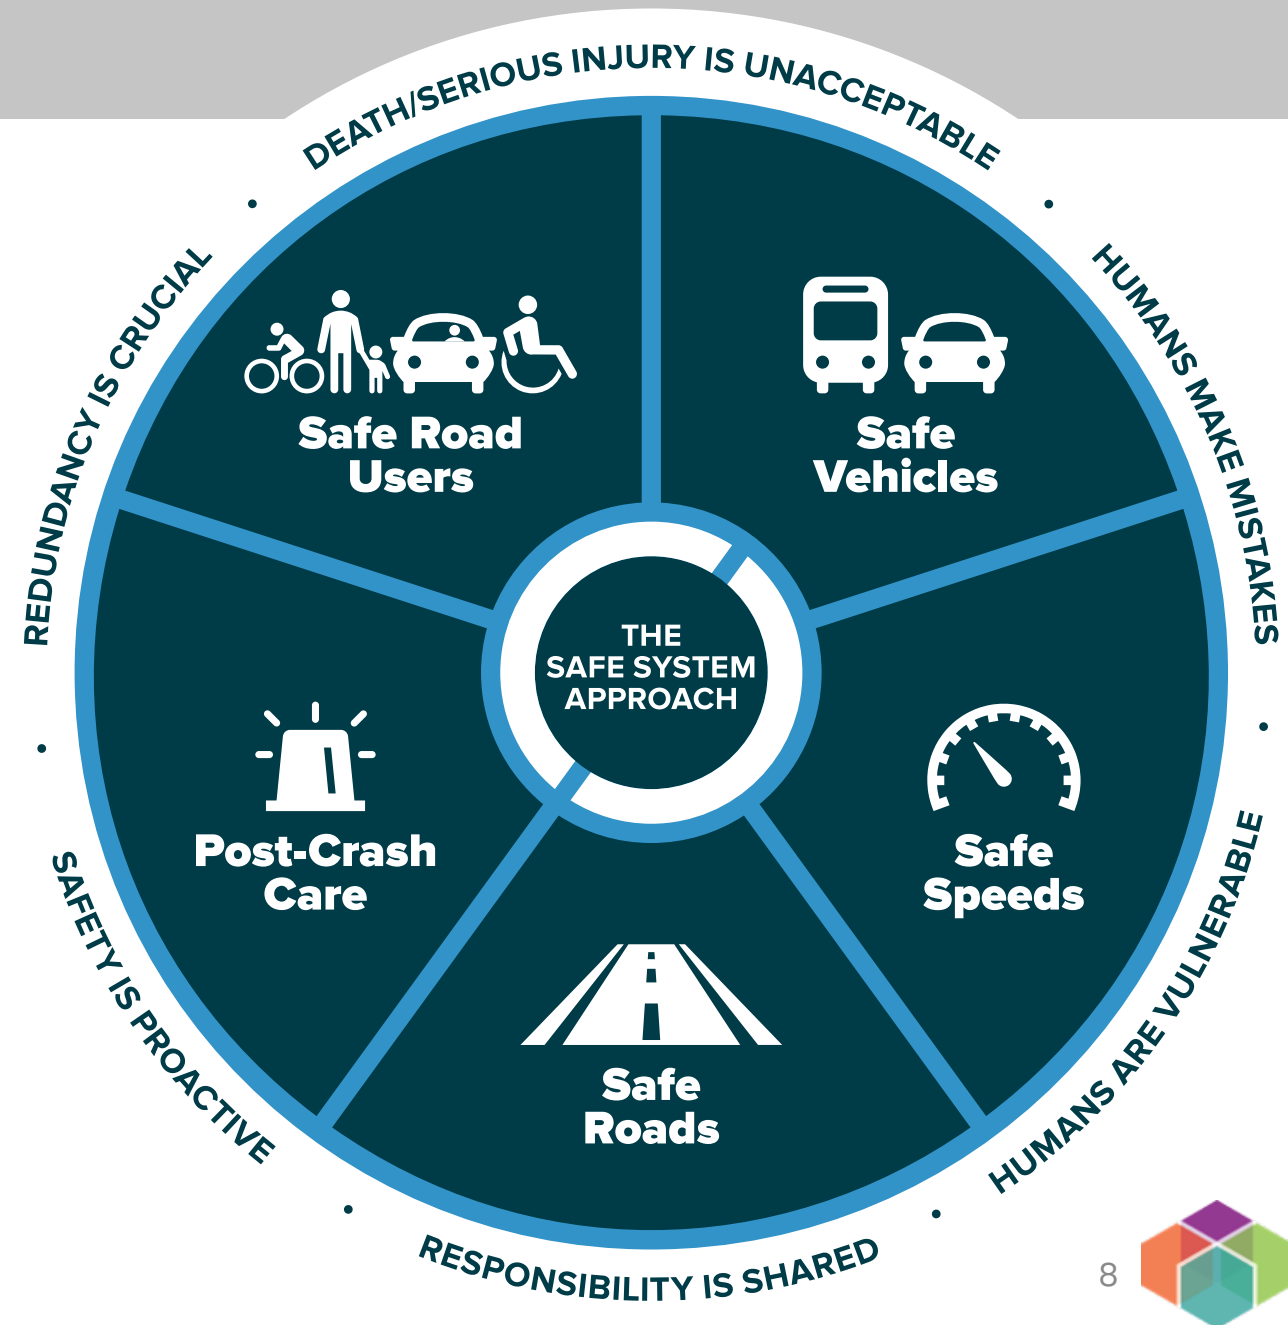 DEATH/SERIOUS INJURY IS UNACCEPTABLE
HUMANS MAKE MISTAKES
HUMANS ARE VULNERABLE
RESPONSIBILITY IS SHARED
SAFETY IS PROACTIVE
REDUNDANCY IS CRUCIAL
Safe Road
Users
Safe
Vehicles
THE
SAFE SYSTEM
APPROACH
Post-Crash
Care
Safe
Speeds
Safe
Roads
8